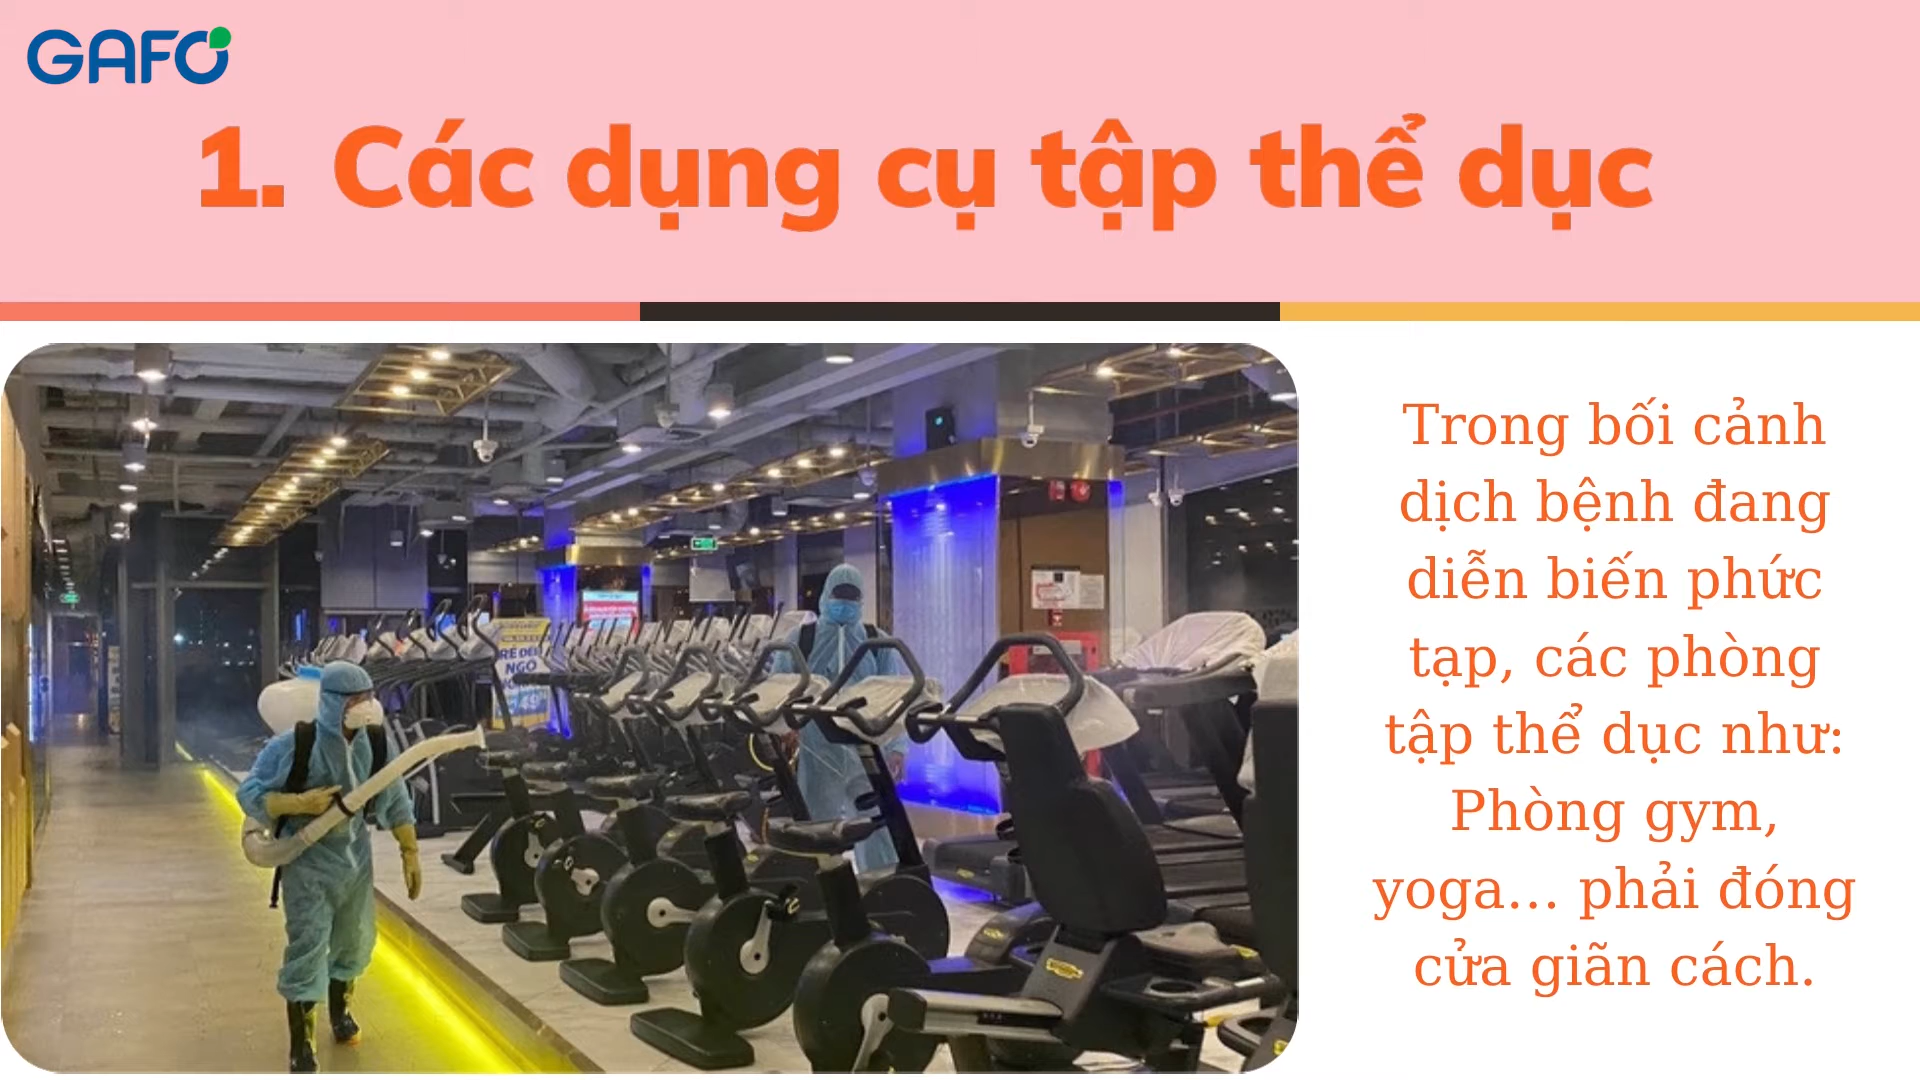 GAFO
1. Các dụng cụ tập thể dục
Trong bối cảnh
dịch bệnh đang
diễn biến phức
tạp, các phòng
tập thể dục như:
Phòng gym,
yoga... phải đóng
cửa giãn cách.
NGỌ